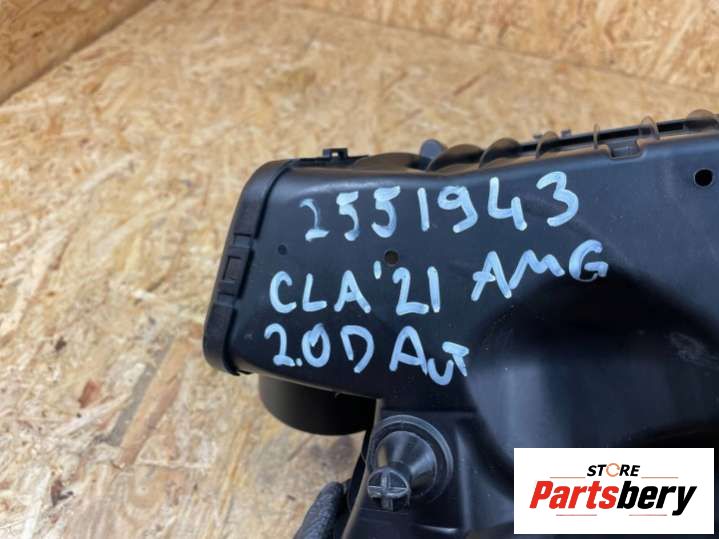 2551943
CLA'21 AMG
2.0D AUT
STORE
Partsbery